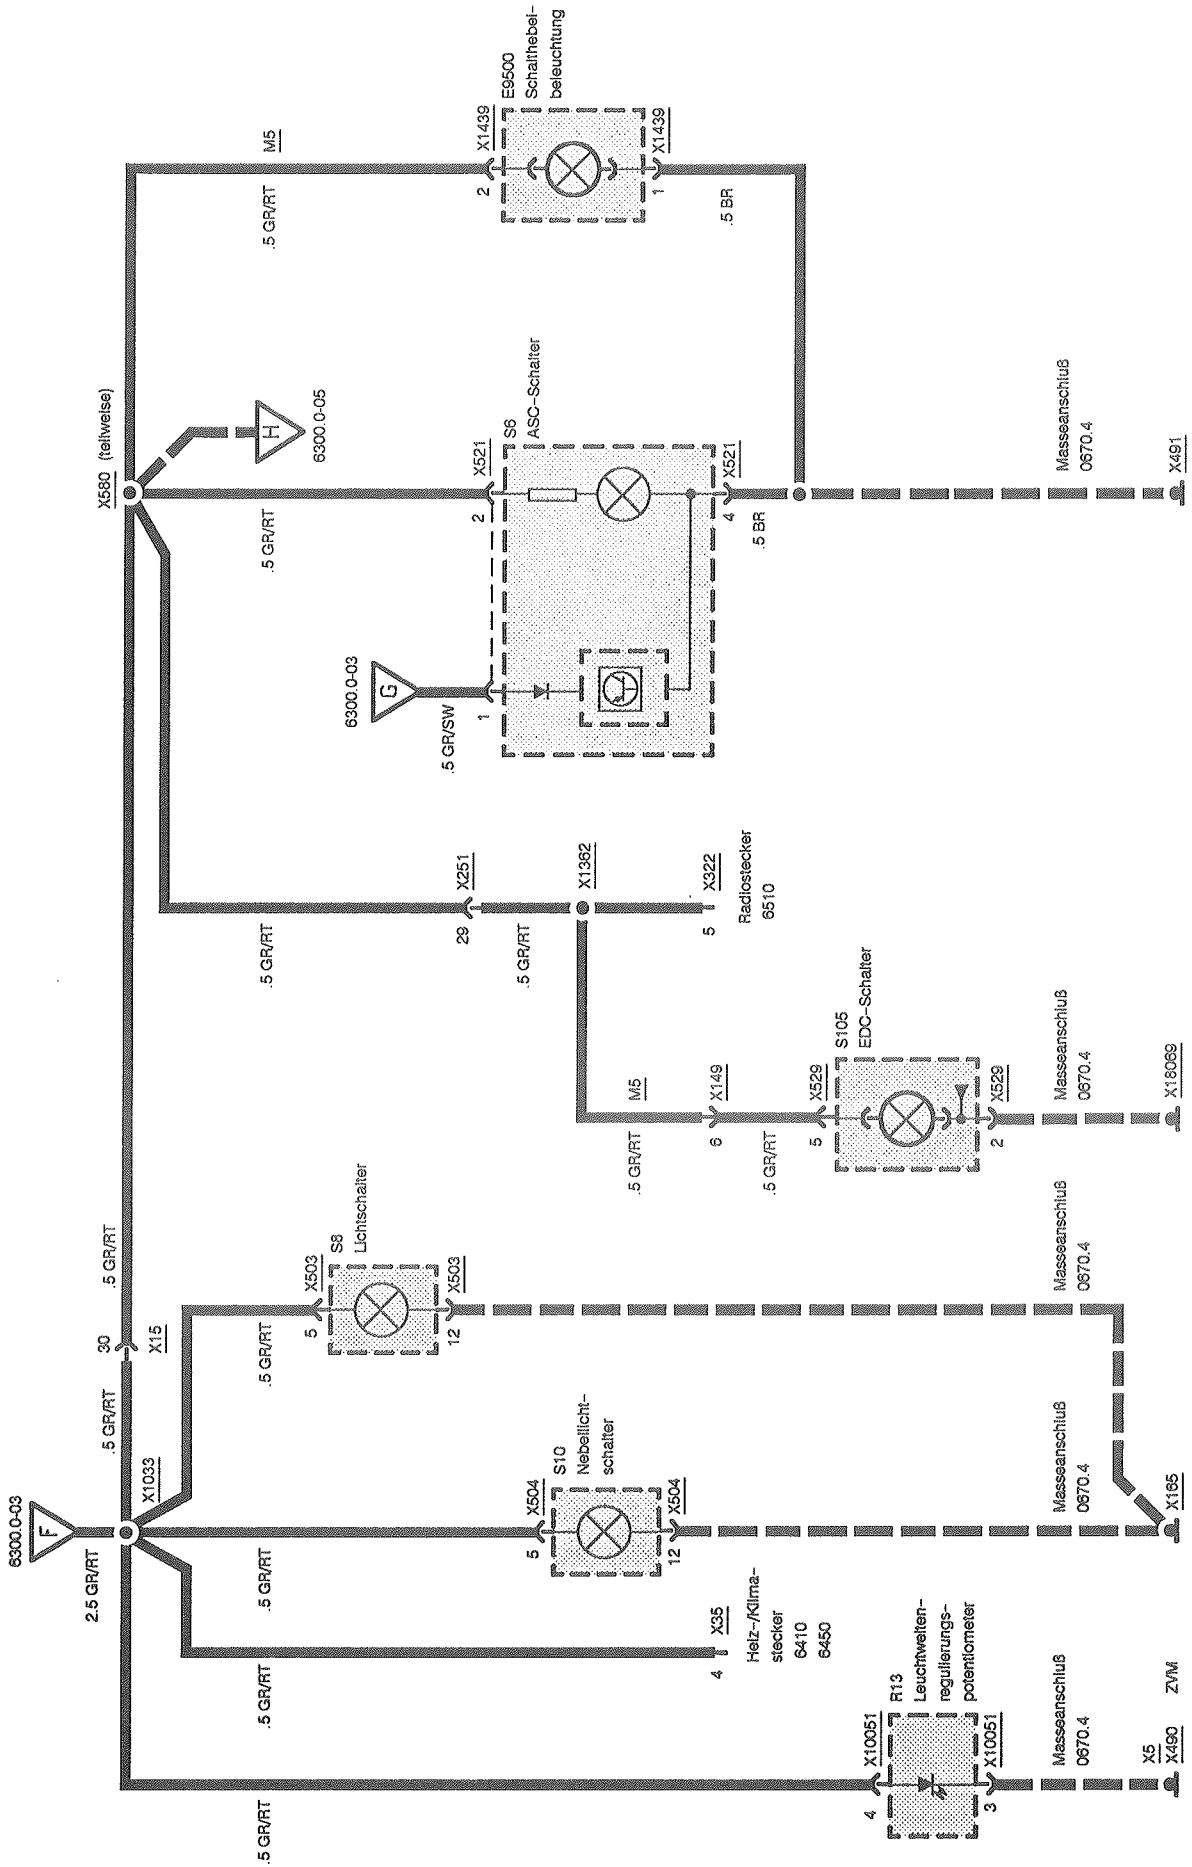 6300.0-03
F
2.5 GR/RT
X1033
.5 GR/RT
30
X15
.5 GR/RT
X580 (teilweise)
H
6300.0-05
M5
.5 GR/RT
2
X1439
E9500
Schalthebel-
beleuchtung
1
X1439
.5 BR
.5 GR/RT
2
X521
S6
ASC-Schalter
6300.0-03
G
.5 GR/SW
1
4
X521
.5 BR
Masseanschluß
0670.4
X491
.5 GR/RT
29
X251
.5 GR/RT
X1362
5
X322
Radiostecker
6510
.5 GR/RT
M5
6
X149
.5 GR/RT
5
X529
S105
EDC-Schalter
2
X529
Masseanschluß
0670.4
X18069
.5 GR/RT
5
X503
S8
Lichtschalter
12
X503
Masseanschluß
0670.4
.5 GR/RT
5
X504
S10
Nebellicht-
schalter
12
X504
Masseanschluß
0670.4
X165
.5 GR/RT
4
X35
Heiz-/Klima-
stecker
6410
6450
.5 GR/RT
4
X10051
R13
Leuchtweiten-
regulierungs-
potentiometer
3
X10051
Masseanschluß
0670.4
X5
X490 ZVM